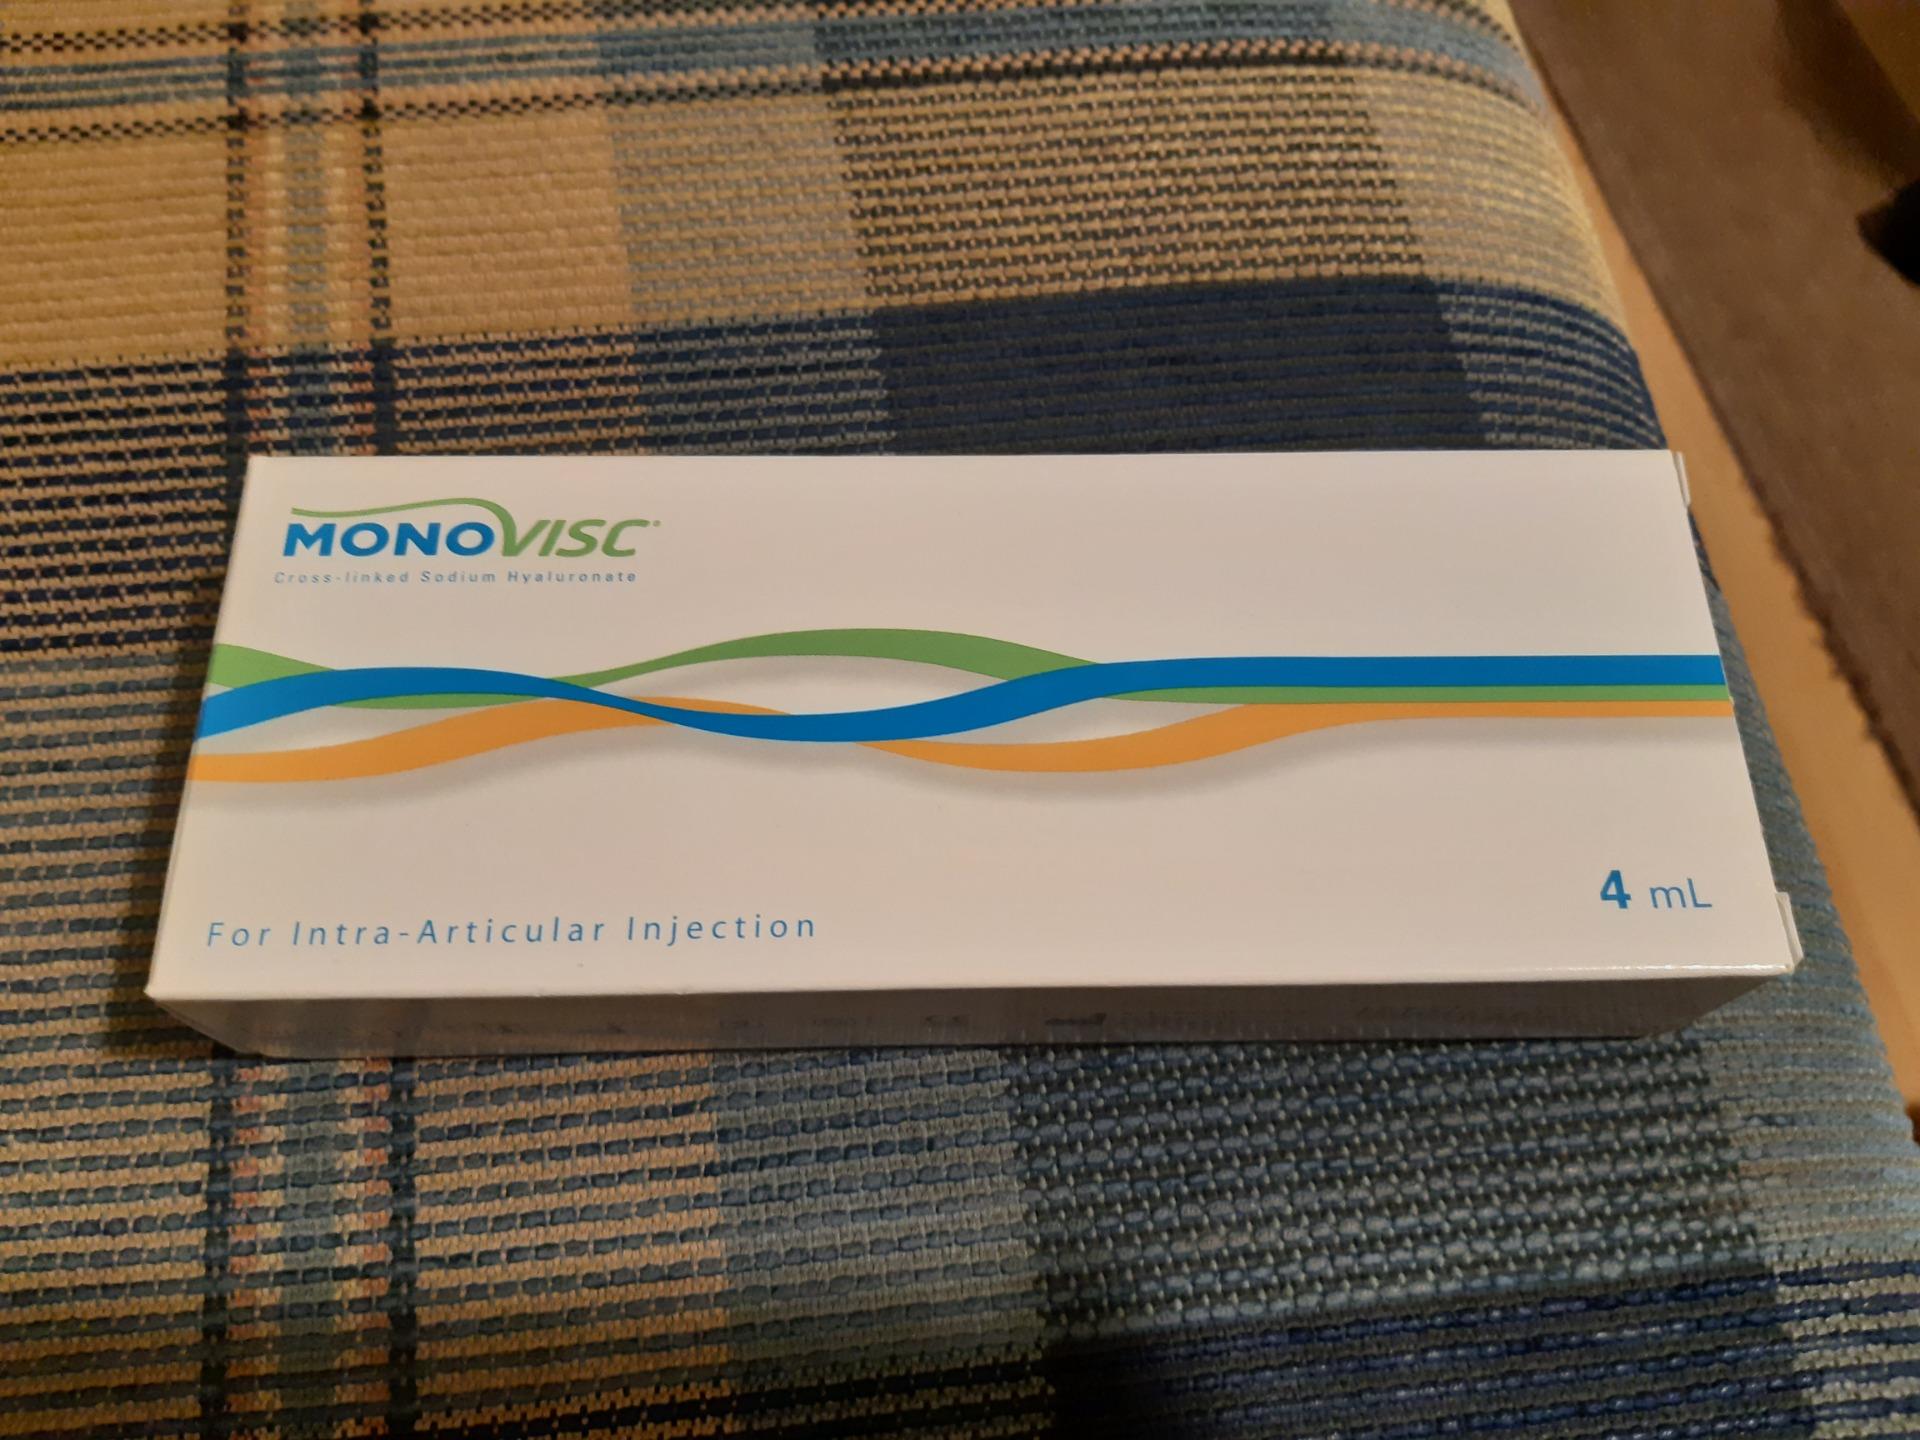 MONOVISC
Cross-linked Sodium Hyaluronate
For Intra-Articular Injection
4 mL